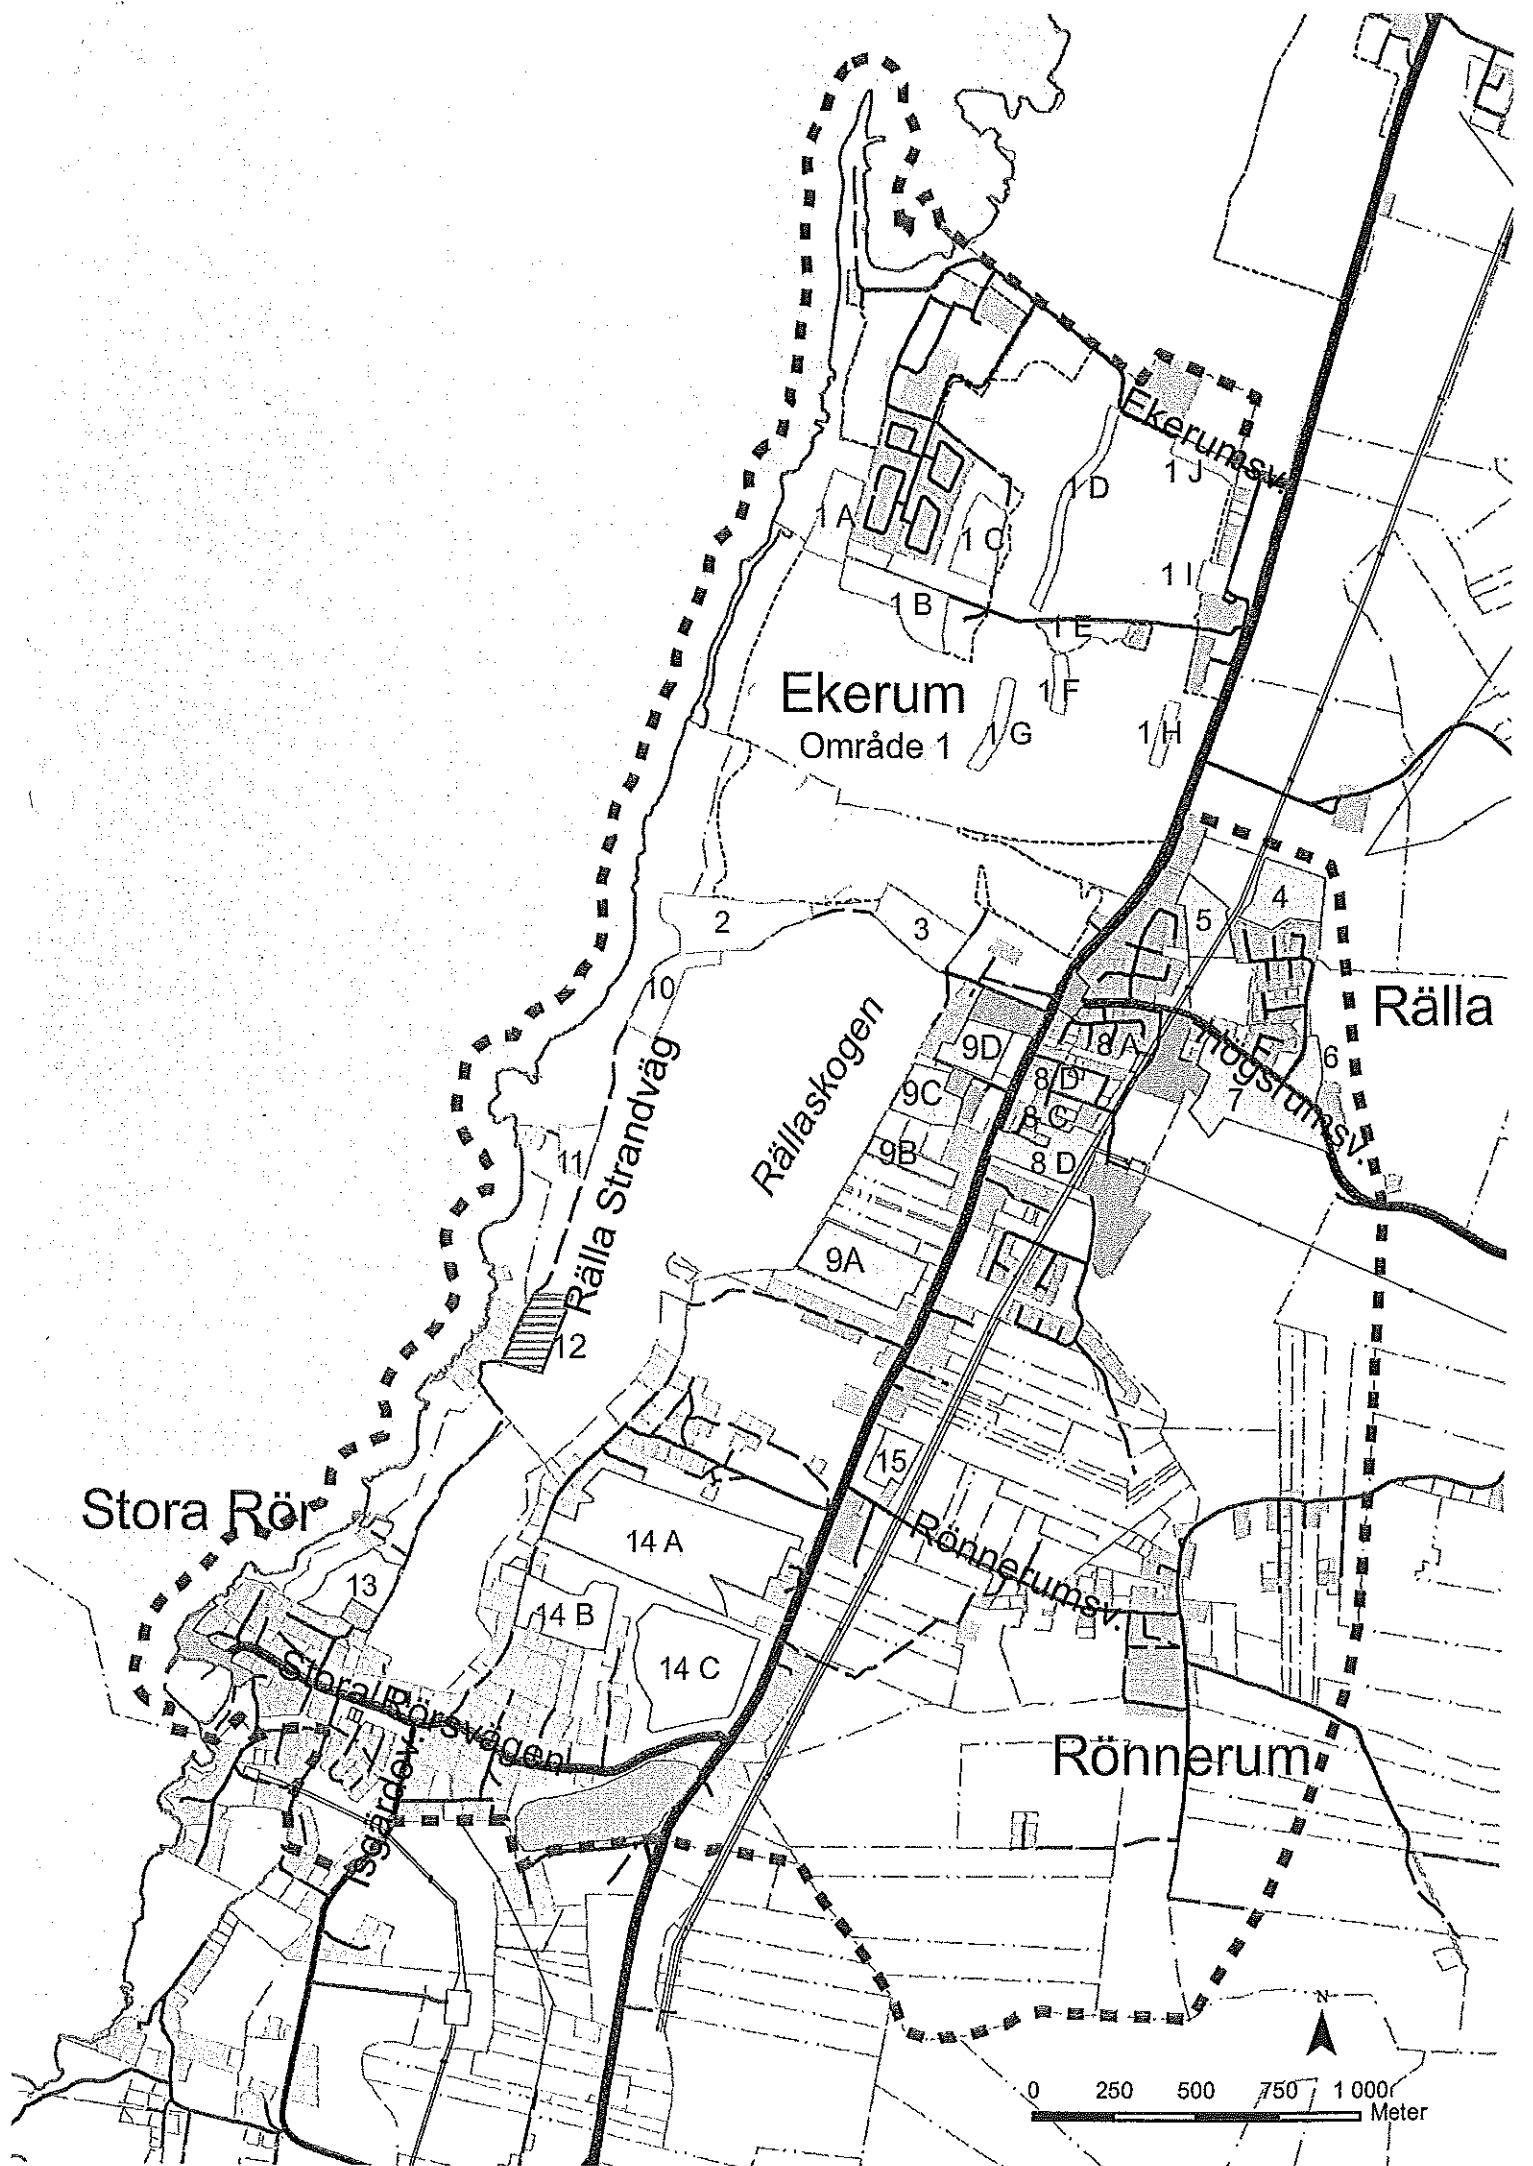 Ekerumsv.
1 J
1 D
1 A
1 C
1 I
1 B
1 E
Ekerum
1 F
1 G
1 H
Område 1
4
2
3
5
10
Rälla
Rällaskogen
9D
8 A
Högsrumsv.
6
8 D
9C
7
8 C
9B
11
8 D
Rälla Strandväg
9A
12
15
Stora Rör
14 A
Rönnerumsv.
13
14 B
14 C
Stora Rörsvägen
Isgärdov.
Rönnerum
N
0 250 500 750 1 000
Meter